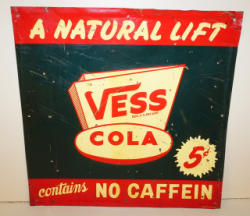 A NATURAL LIFT
VESS
COLA
5¢
contains NO CAFFEIN